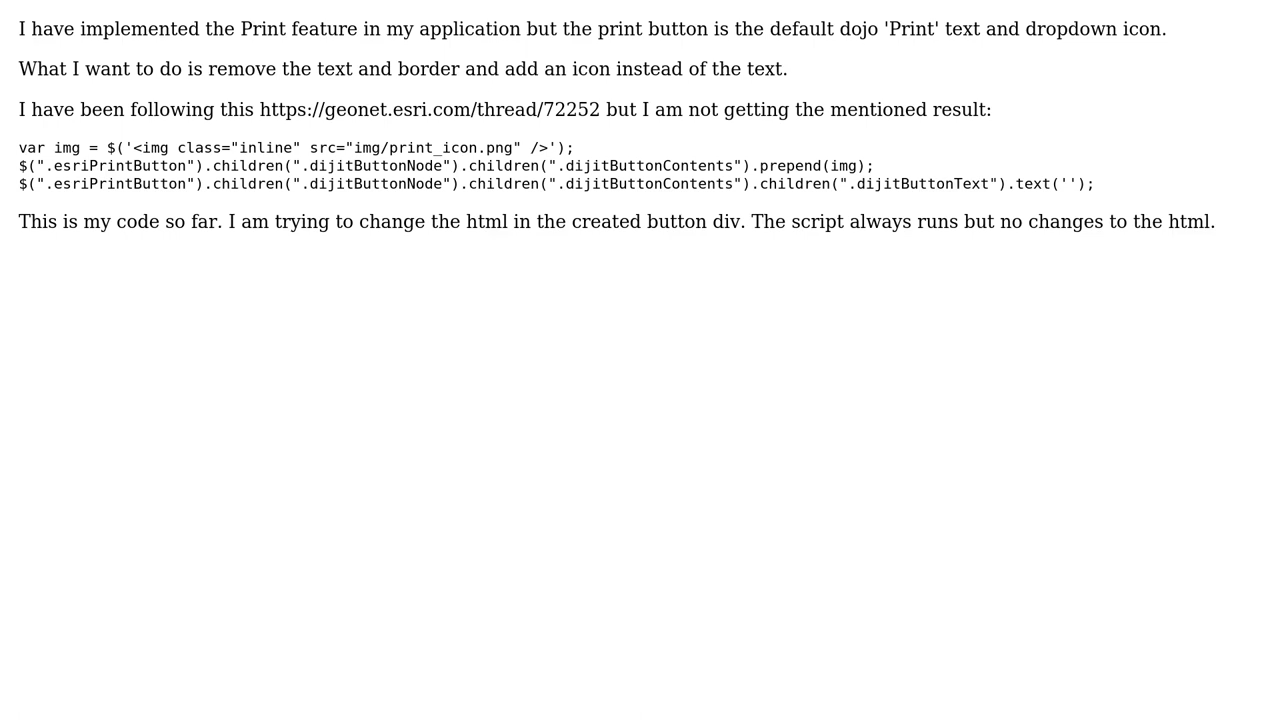 I have implemented the Print feature in my application but the print button is the default dojo 'Print' text and dropdown icon.
What I want to do is remove the text and border and add an icon instead of the text.
I have been following this https://geonet.esri.com/thread/72252 but I am not getting the mentioned result:
var img = $('<img class="inline" src="img/print_icon.png" />');
$(".esriPrintButton").children(".dijitButtonNode").children(".dijitButtonContents").prepend(img);
$(".esriPrintButton").children(".dijitButtonNode").children(".dijitButtonContents").children(".dijitButtonText").text('');
This is my code so far. I am trying to change the html in the created button div. The script always runs but no changes to the html.